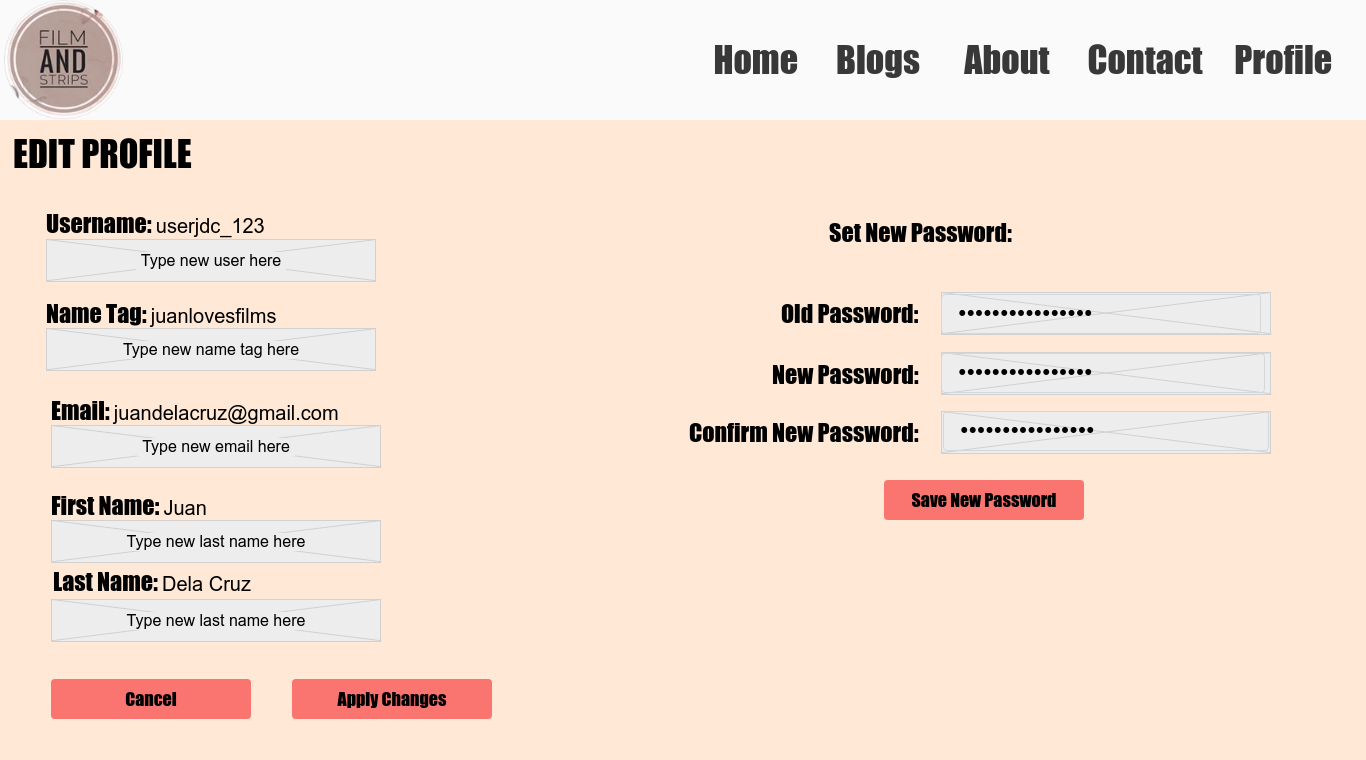 FILM
AND
STRIPS
Home Blogs About Contact Profile
EDIT PROFILE
Username: userjdc_123
Type new user here
Name Tag: juanlovesfilms
Type new name tag here
Email: juandelacruz@gmail.com
Type new email here
First Name: Juan
Type new last name here
Last Name: Dela Cruz
Type new last name here
Cancel
Apply Changes
Set New Password:
Old Password: ••••••••••••••••
New Password: ••••••••••••••••
Confirm New Password: ••••••••••••••••
Save New Password